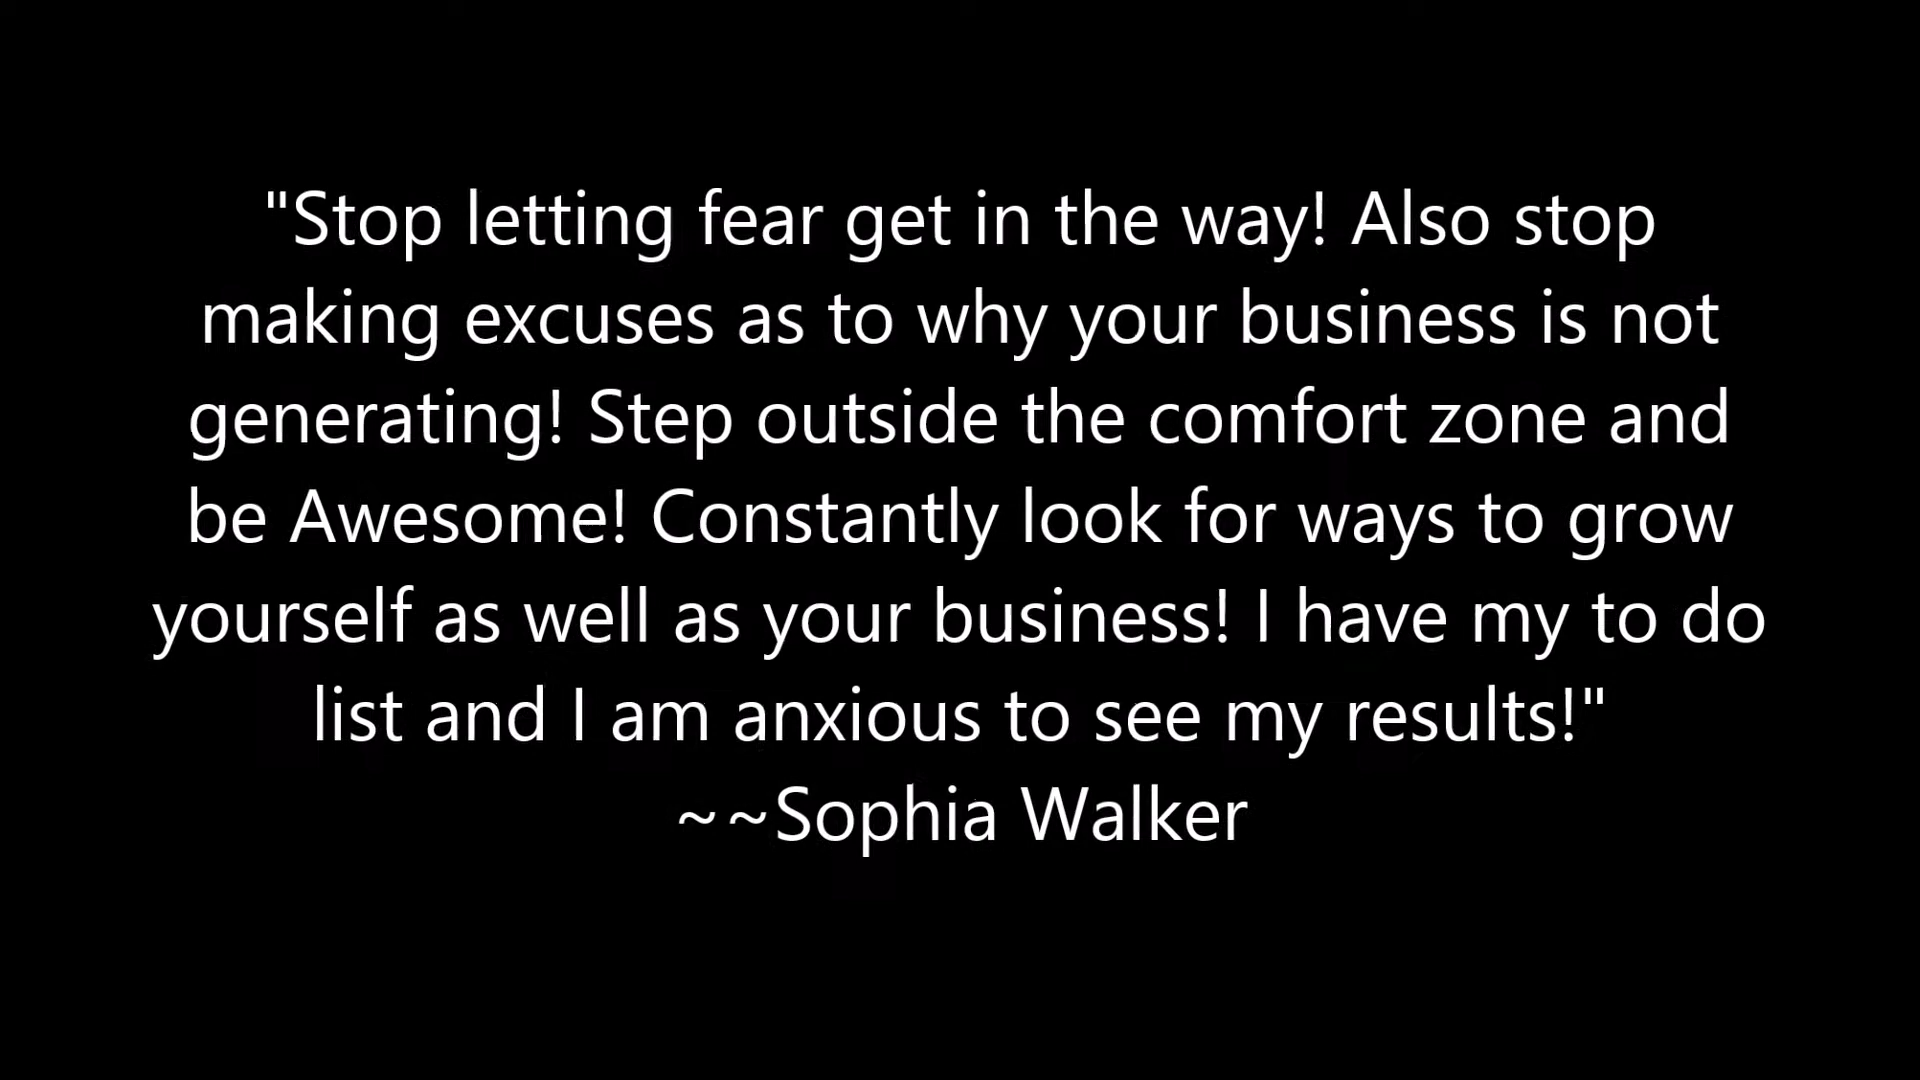 "Stop letting fear get in the way! Also stop
making excuses as to why your business is not
generating! Step outside the comfort zone and
be Awesome! Constantly look for ways to grow
yourself as well as your business! I have my to do
list and I am anxious to see my results!"
~~Sophia Walker